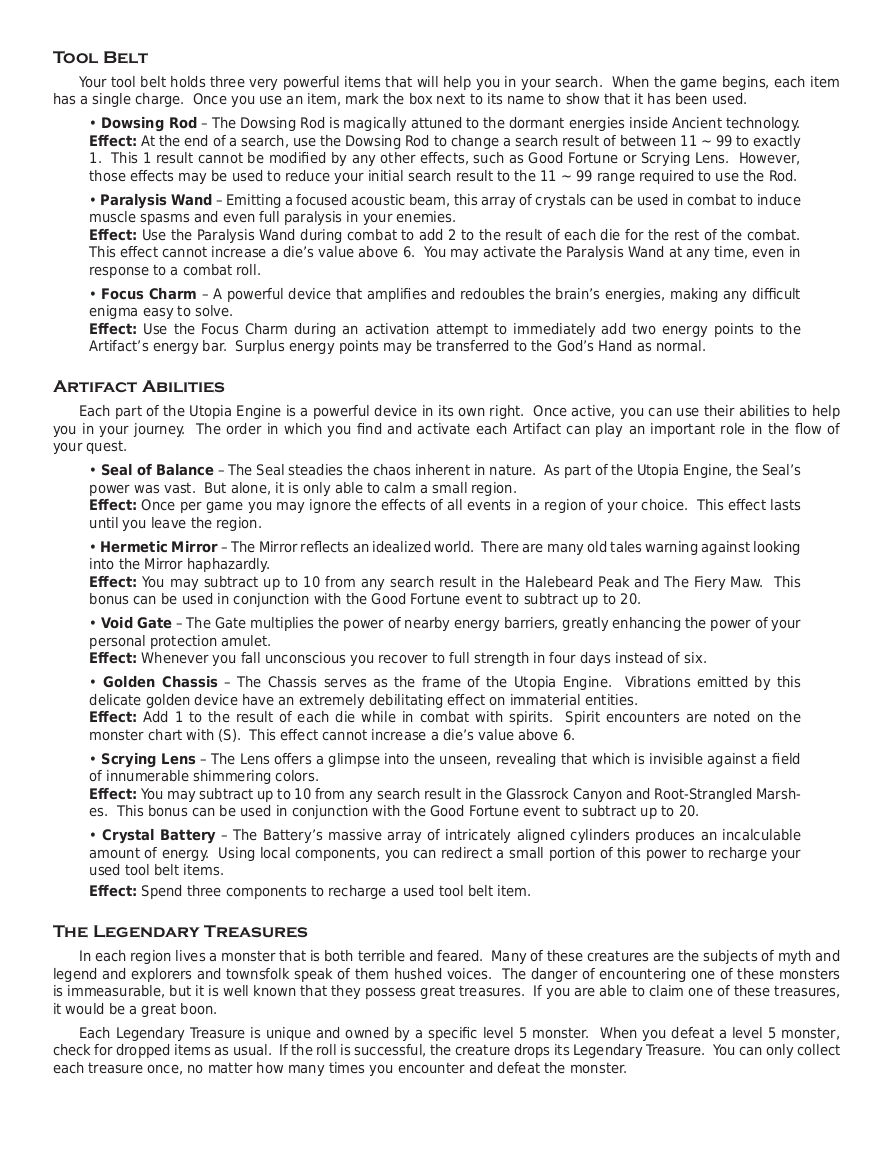 Tool Belt
Your tool belt holds three very powerful items that will help you in your search. When the game begins, each item
has a single charge. Once you use an item, mark the box next to its name to show that it has been used.
• Dowsing Rod – The Dowsing Rod is magically attuned to the dormant energies inside Ancient technology.
Effect: At the end of a search, use the Dowsing Rod to change a search result of between 11 ~ 99 to exactly
1. This 1 result cannot be modified by any other effects, such as Good Fortune or Scrying Lens. However,
those effects may be used to reduce your initial search result to the 11 ~ 99 range required to use the Rod.
• Paralysis Wand – Emitting a focused acoustic beam, this array of crystals can be used in combat to induce
muscle spasms and even full paralysis in your enemies.
Effect: Use the Paralysis Wand during combat to add 2 to the result of each die for the rest of the combat.
This effect cannot increase a die's value above 6. You may activate the Paralysis Wand at any time, even in
response to a combat roll.
• Focus Charm – A powerful device that amplifies and redoubles the brain's energies, making any difficult
enigma easy to solve.
Effect: Use the Focus Charm during an activation attempt to immediately add two energy points to the
Artifact's energy bar. Surplus energy points may be transferred to the God's Hand as normal.
Artifact Abilities
Each part of the Utopia Engine is a powerful device in its own right. Once active, you can use their abilities to help
you in your journey. The order in which you find and activate each Artifact can play an important role in the flow of
your quest.
• Seal of Balance – The Seal steadies the chaos inherent in nature. As part of the Utopia Engine, the Seal's
power was vast. But alone, it is only able to calm a small region.
Effect: Once per game you may ignore the effects of all events in a region of your choice. This effect lasts
until you leave the region.
• Hermetic Mirror – The Mirror reflects an idealized world. There are many old tales warning against looking
into the Mirror haphazardly.
Effect: You may subtract up to 10 from any search result in the Halebeard Peak and The Fiery Maw. This
bonus can be used in conjunction with the Good Fortune event to subtract up to 20.
• Void Gate – The Gate multiplies the power of nearby energy barriers, greatly enhancing the power of your
personal protection amulet.
Effect: Whenever you fall unconscious you recover to full strength in four days instead of six.
• Golden Chassis – The Chassis serves as the frame of the Utopia Engine. Vibrations emitted by this
delicate golden device have an extremely debilitating effect on immaterial entities.
Effect: Add 1 to the result of each die while in combat with spirits. Spirit encounters are noted on the
monster chart with (S). This effect cannot increase a die's value above 6.
• Scrying Lens – The Lens offers a glimpse into the unseen, revealing that which is invisible against a field
of innumerable shimmering colors.
Effect: You may subtract up to 10 from any search result in the Glassrock Canyon and Root-Strangled Marsh-
es. This bonus can be used in conjunction with the Good Fortune event to subtract up to 20.
• Crystal Battery – The Battery's massive array of intricately aligned cylinders produces an incalculable
amount of energy. Using local components, you can redirect a small portion of this power to recharge your
used tool belt items.
Effect: Spend three components to recharge a used tool belt item.
The Legendary Treasures
In each region lives a monster that is both terrible and feared. Many of these creatures are the subjects of myth and
legend and explorers and townsfolk speak of them hushed voices. The danger of encountering one of these monsters
is immeasurable, but it is well known that they possess great treasures. If you are able to claim one of these treasures,
it would be a great boon.
Each Legendary Treasure is unique and owned by a specific level 5 monster. When you defeat a level 5 monster,
check for dropped items as usual. If the roll is successful, the creature drops its Legendary Treasure. You can only collect
each treasure once, no matter how many times you encounter and defeat the monster.